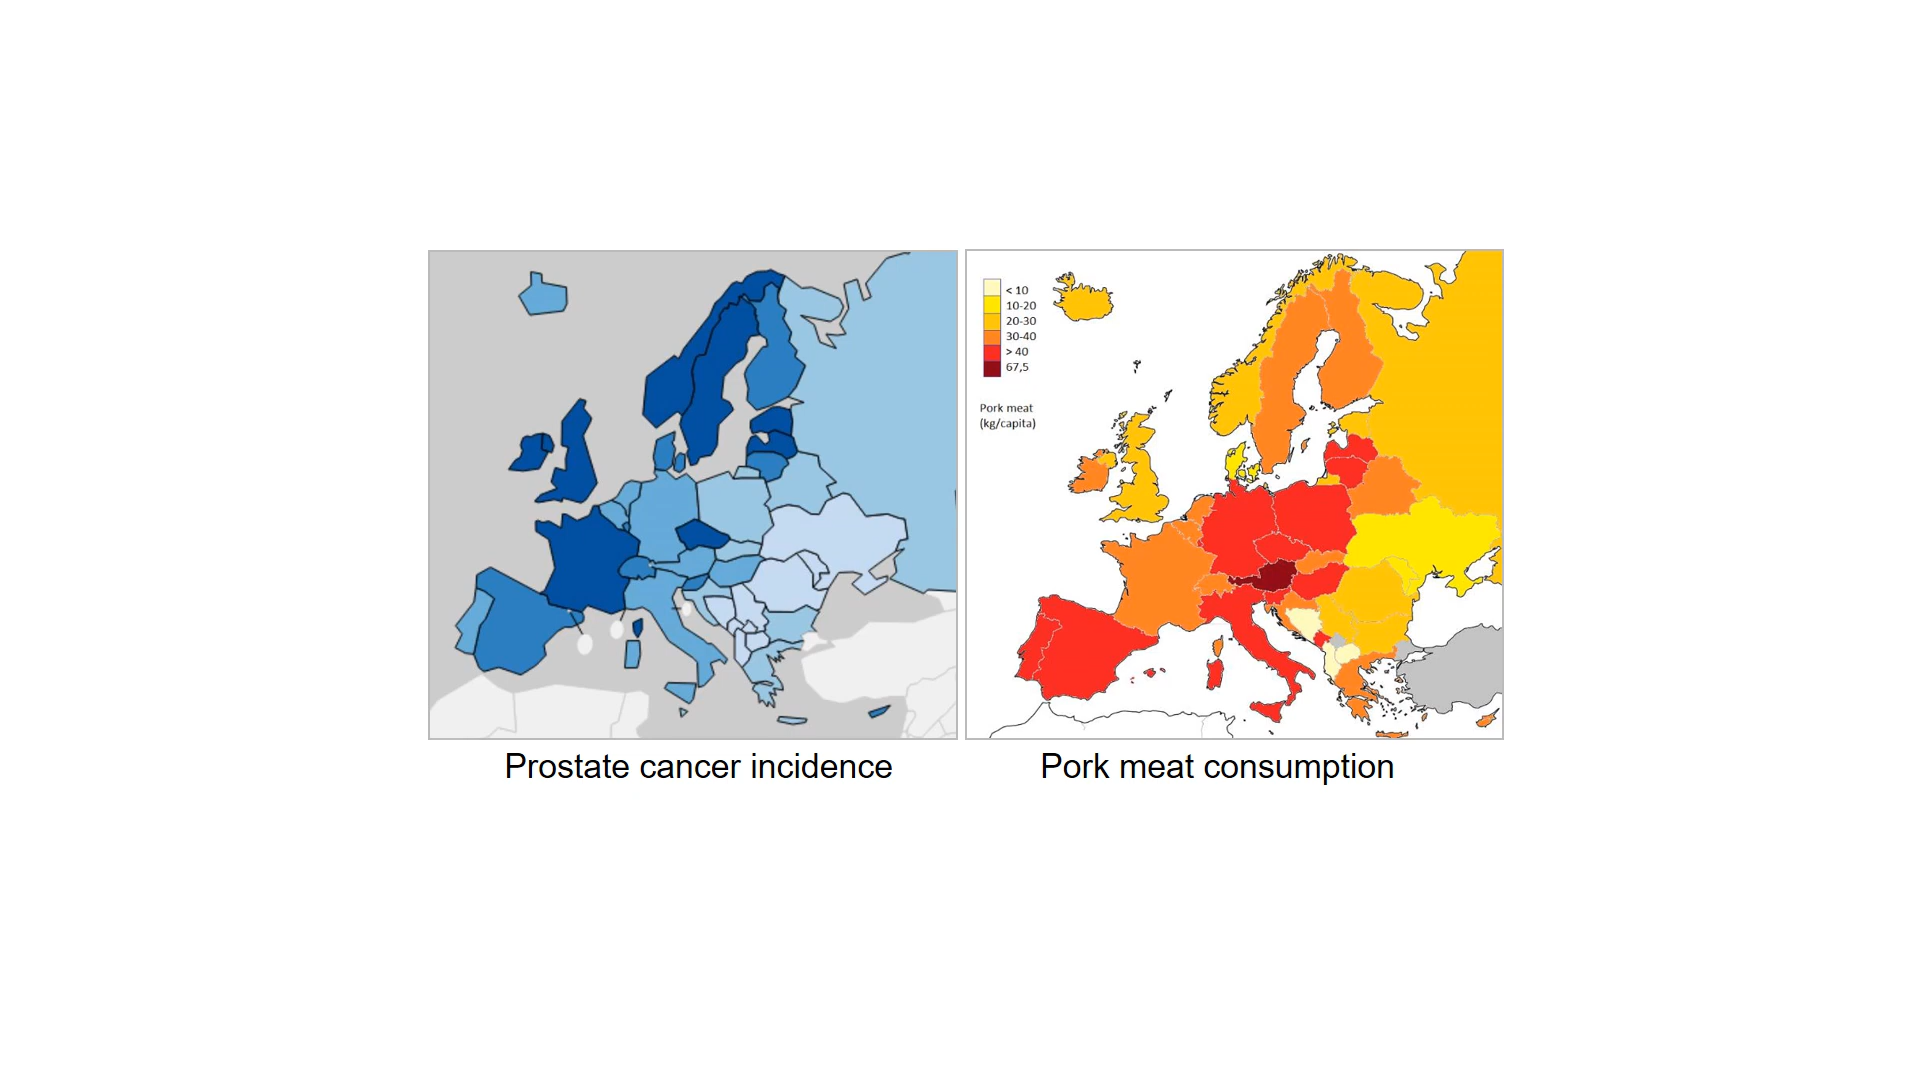 < 10
10-20
20-30
30-40
> 40
67,5
Pork meat
(kg/capita)
Prostate cancer incidence
Pork meat consumption